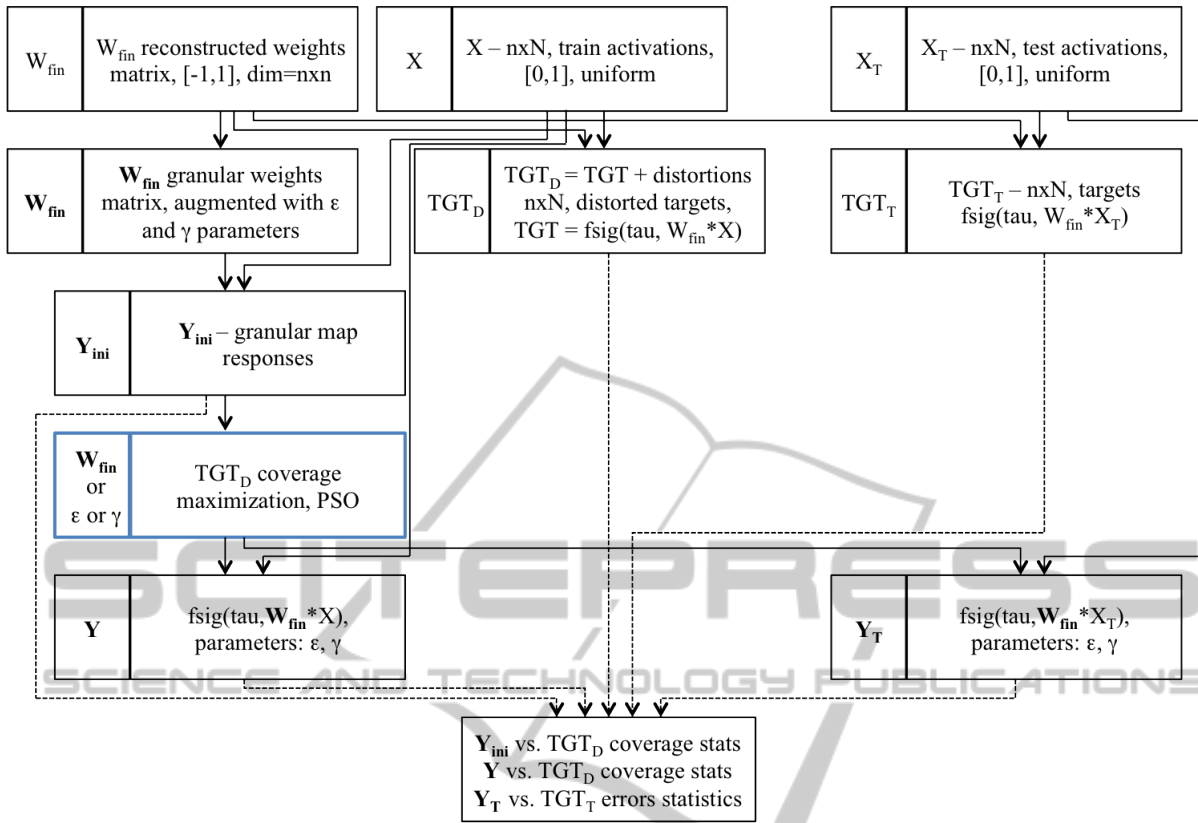 W_fin
W_fin reconstructed weights
matrix, [-1,1], dim=nxn
X
X – nxN, train activations,
[0,1], uniform
X_T
X_T – nxN, test activations,
[0,1], uniform
W_fin
W_fin granular weights
matrix, augmented with ε
and γ parameters
TGT_D
TGT_D = TGT + distortions
nxN, distorted targets,
TGT = fsig(tau, W_fin*X)
TGT_T
TGT_T – nxN, targets
fsig(tau, W_fin*X_T)
Y_ini
Y_ini – granular map
responses
W_fin
or
ε or γ
TGT_D coverage
maximization, PSO
Y
fsig(tau,W_fin*X),
parameters: ε, γ
Y_T
fsig(tau,W_fin*X_T),
parameters: ε, γ
SCITEPRESS
SCIENCE AND TECHNOLOGY PUBLICATIONS
Y_ini vs. TGT_D coverage stats
Y vs. TGT_D coverage stats
Y_T vs. TGT_T errors statistics